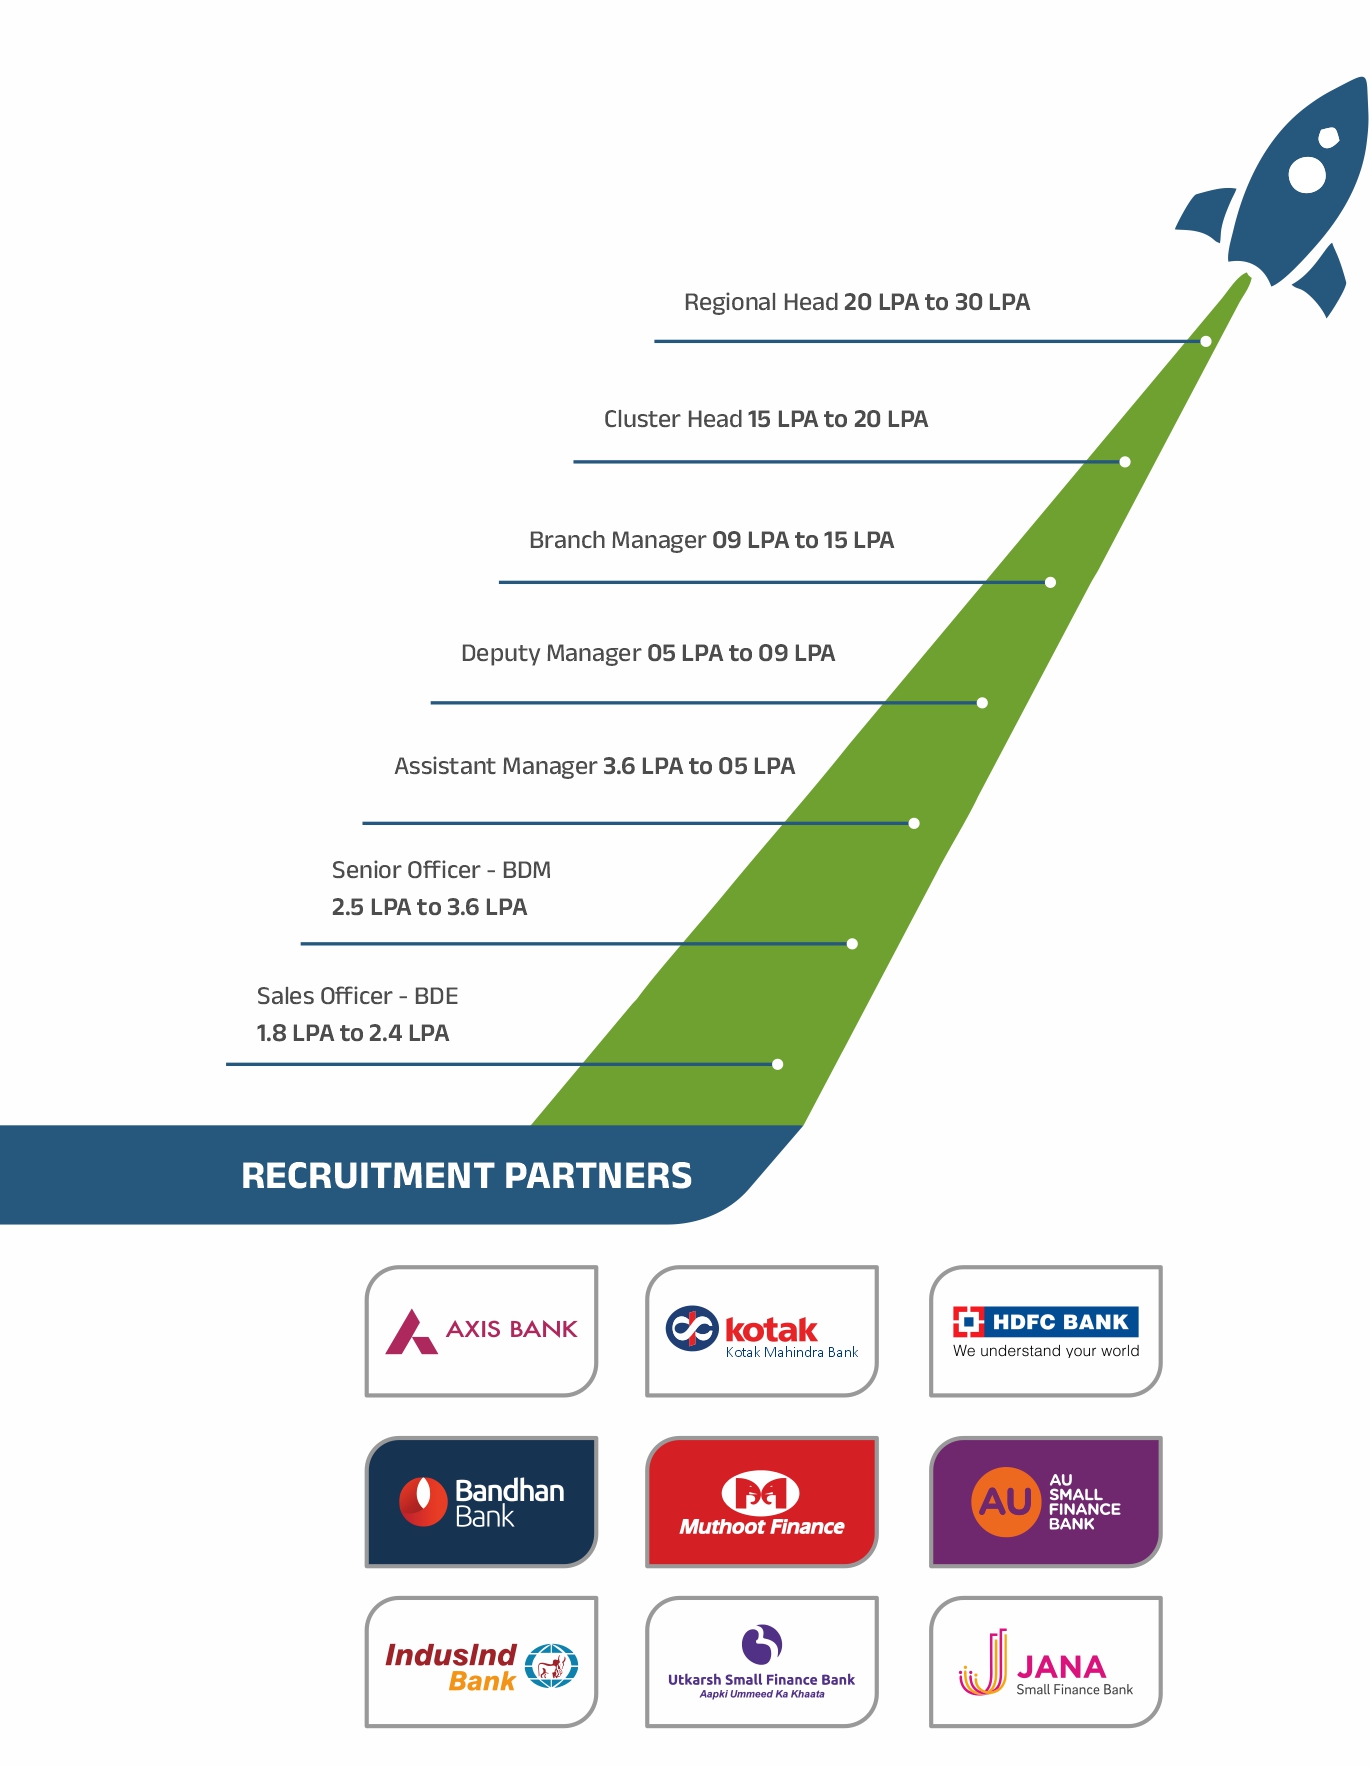 Regional Head 20 LPA to 30 LPA
Cluster Head 15 LPA to 20 LPA
Branch Manager 09 LPA to 15 LPA
Deputy Manager 05 LPA to 09 LPA
Assistant Manager 3.6 LPA to 05 LPA
Senior Officer - BDM
2.5 LPA to 3.6 LPA
Sales Officer - BDE
1.8 LPA to 2.4 LPA
RECRUITMENT PARTNERS
AXIS BANK
kotak
Kotak Mahindra Bank
HDFC BANK
We understand your world
Bandhan
Bank
Muthoot Finance
AU
AU
SMALL
FINANCE
BANK
IndusInd
Bank
Utkarsh Small Finance Bank
Aapki Ummeed Ka Khaata
JANA
Small Finance Bank